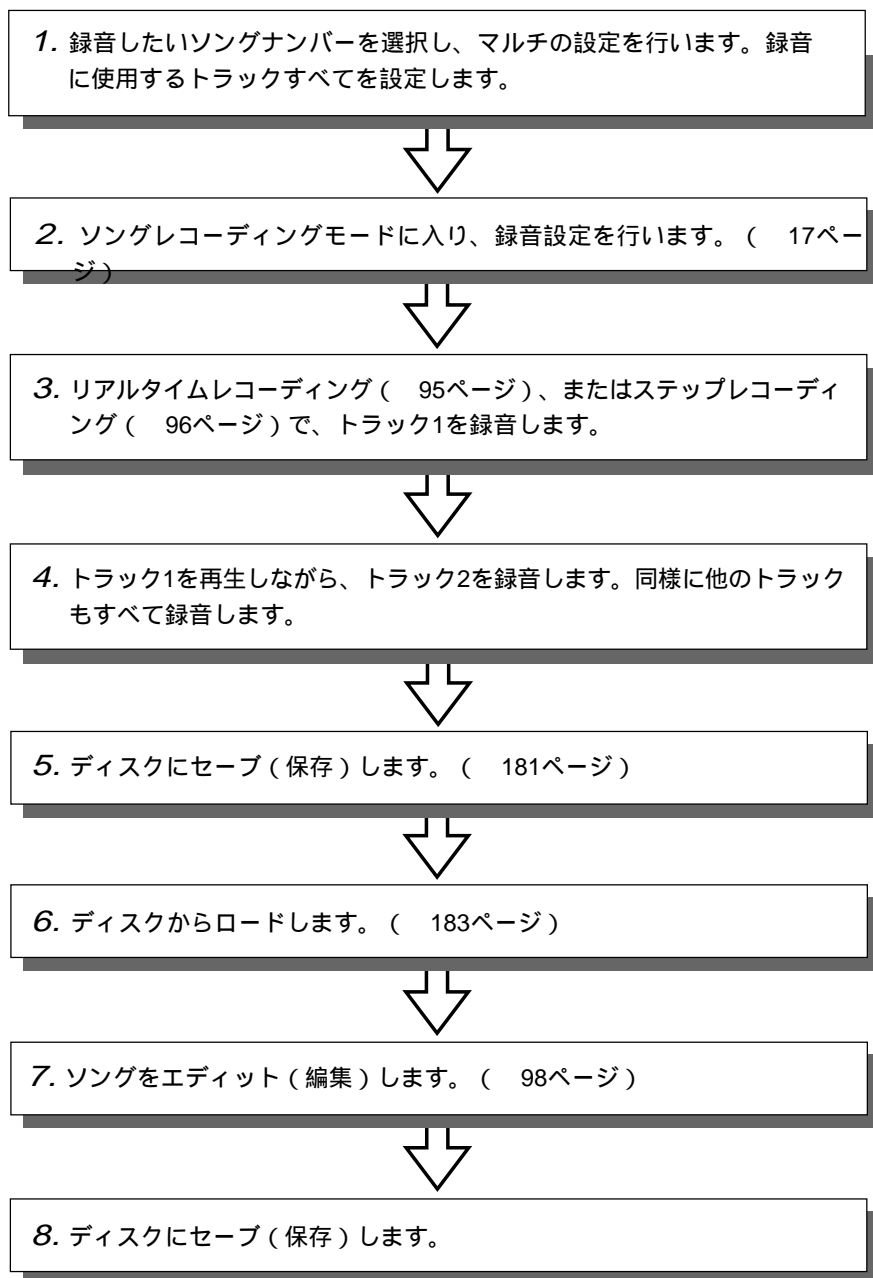 1. 録音したいソングナンバーを選択し、マルチの設定を行います。録音
に使用するトラックすべてを設定します。
2. ソングレコーディングモードに入り、録音設定を行います。(　17ペー
ジ)
3. リアルタイムレコーディング(　95ページ)、またはステップレコーディ
ング(　96ページ)で、トラック1を録音します。
4. トラック1を再生しながら、トラック2を録音します。同様に他のトラック
もすべて録音します。
5. ディスクにセーブ(保存)します。(　181ページ)
6. ディスクからロードします。(　183ページ)
7. ソングをエディット(編集)します。(　98ページ)
8. ディスクにセーブ(保存)します。